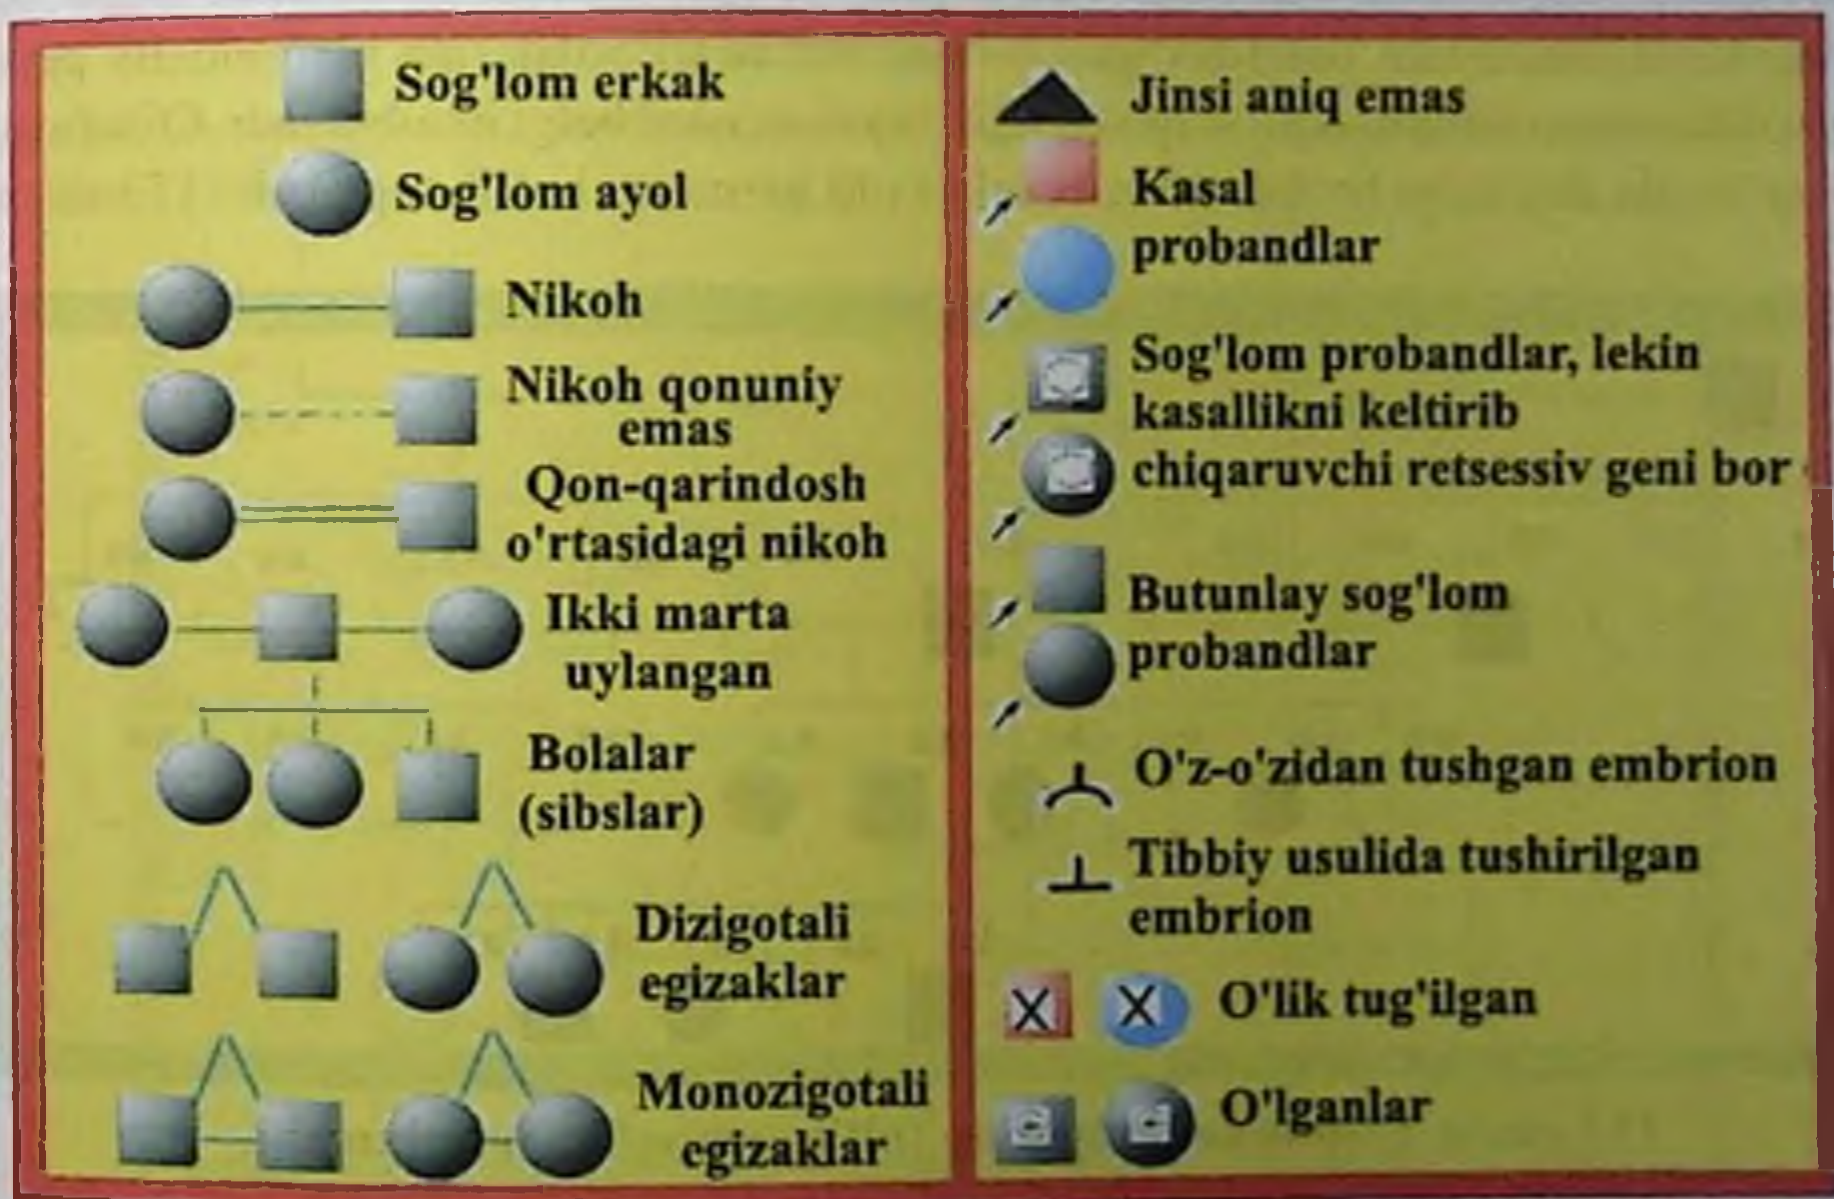 Sog'lom erkak
Sog'lom ayol
Nikoh
Nikoh qonuniy
emas
Qon-qarindosh
o'rtasidagi nikoh
Ikki marta
uylangan
Bolalar
(sibslar)
Dizigotali
egizaklar
Monozigotali
egizaklar
Jinsi aniq emas
Kasal
probandlar
Sog'lom probandlar, lekin
kasallikni keltirib
chiqaruvchi retsessiv geni bor
Butunlay sog'lom
probandlar
O'z-o'zidan tushgan embrion
Tibbiy usulida tushirilgan
embrion
X X O'lik tug'ilgan
O'lganlar